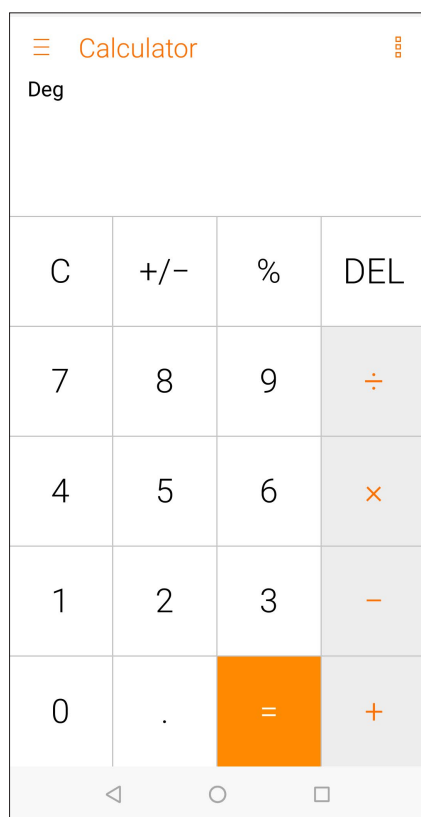 Calculator
Deg
C +/− % DEL
7 8 9 ÷
4 5 6 ×
1 2 3 −
0 . = +